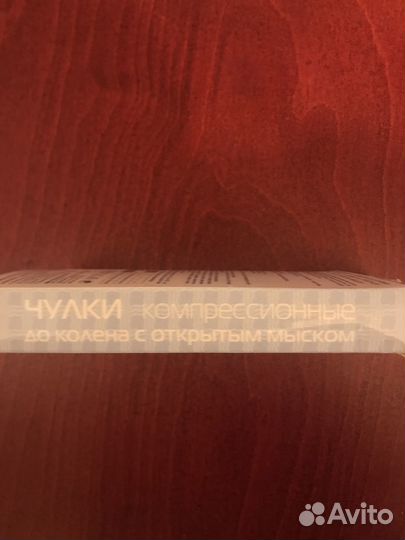 ЧУЛКИ компрессионные
до колена с открытым мыском
Avito